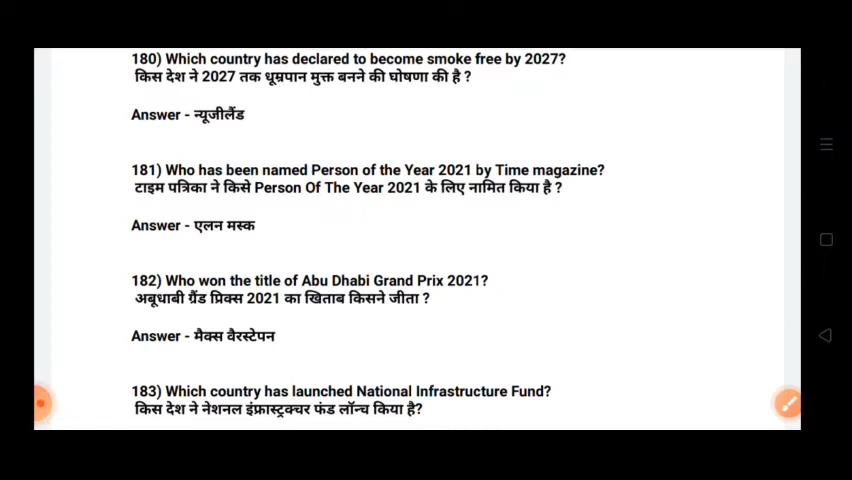 180) Which country has declared to become smoke free by 2027?
किस देश ने 2027 तक धूम्रपान मुक्त बनने की घोषणा की है ?
Answer - न्यूजीलैंड
181) Who has been named Person of the Year 2021 by Time magazine?
टाइम पत्रिका ने किसे Person Of The Year 2021 के लिए नामित किया है ?
Answer - एलन मस्क
182) Who won the title of Abu Dhabi Grand Prix 2021?
अबूधाबी ग्रैंड प्रिक्स 2021 का खिताब किसने जीता ?
Answer - मैक्स वैरस्टेपन
183) Which country has launched National Infrastructure Fund?
किस देश ने नेशनल इंफ्रास्ट्रक्चर फंड लॉन्च किया है?